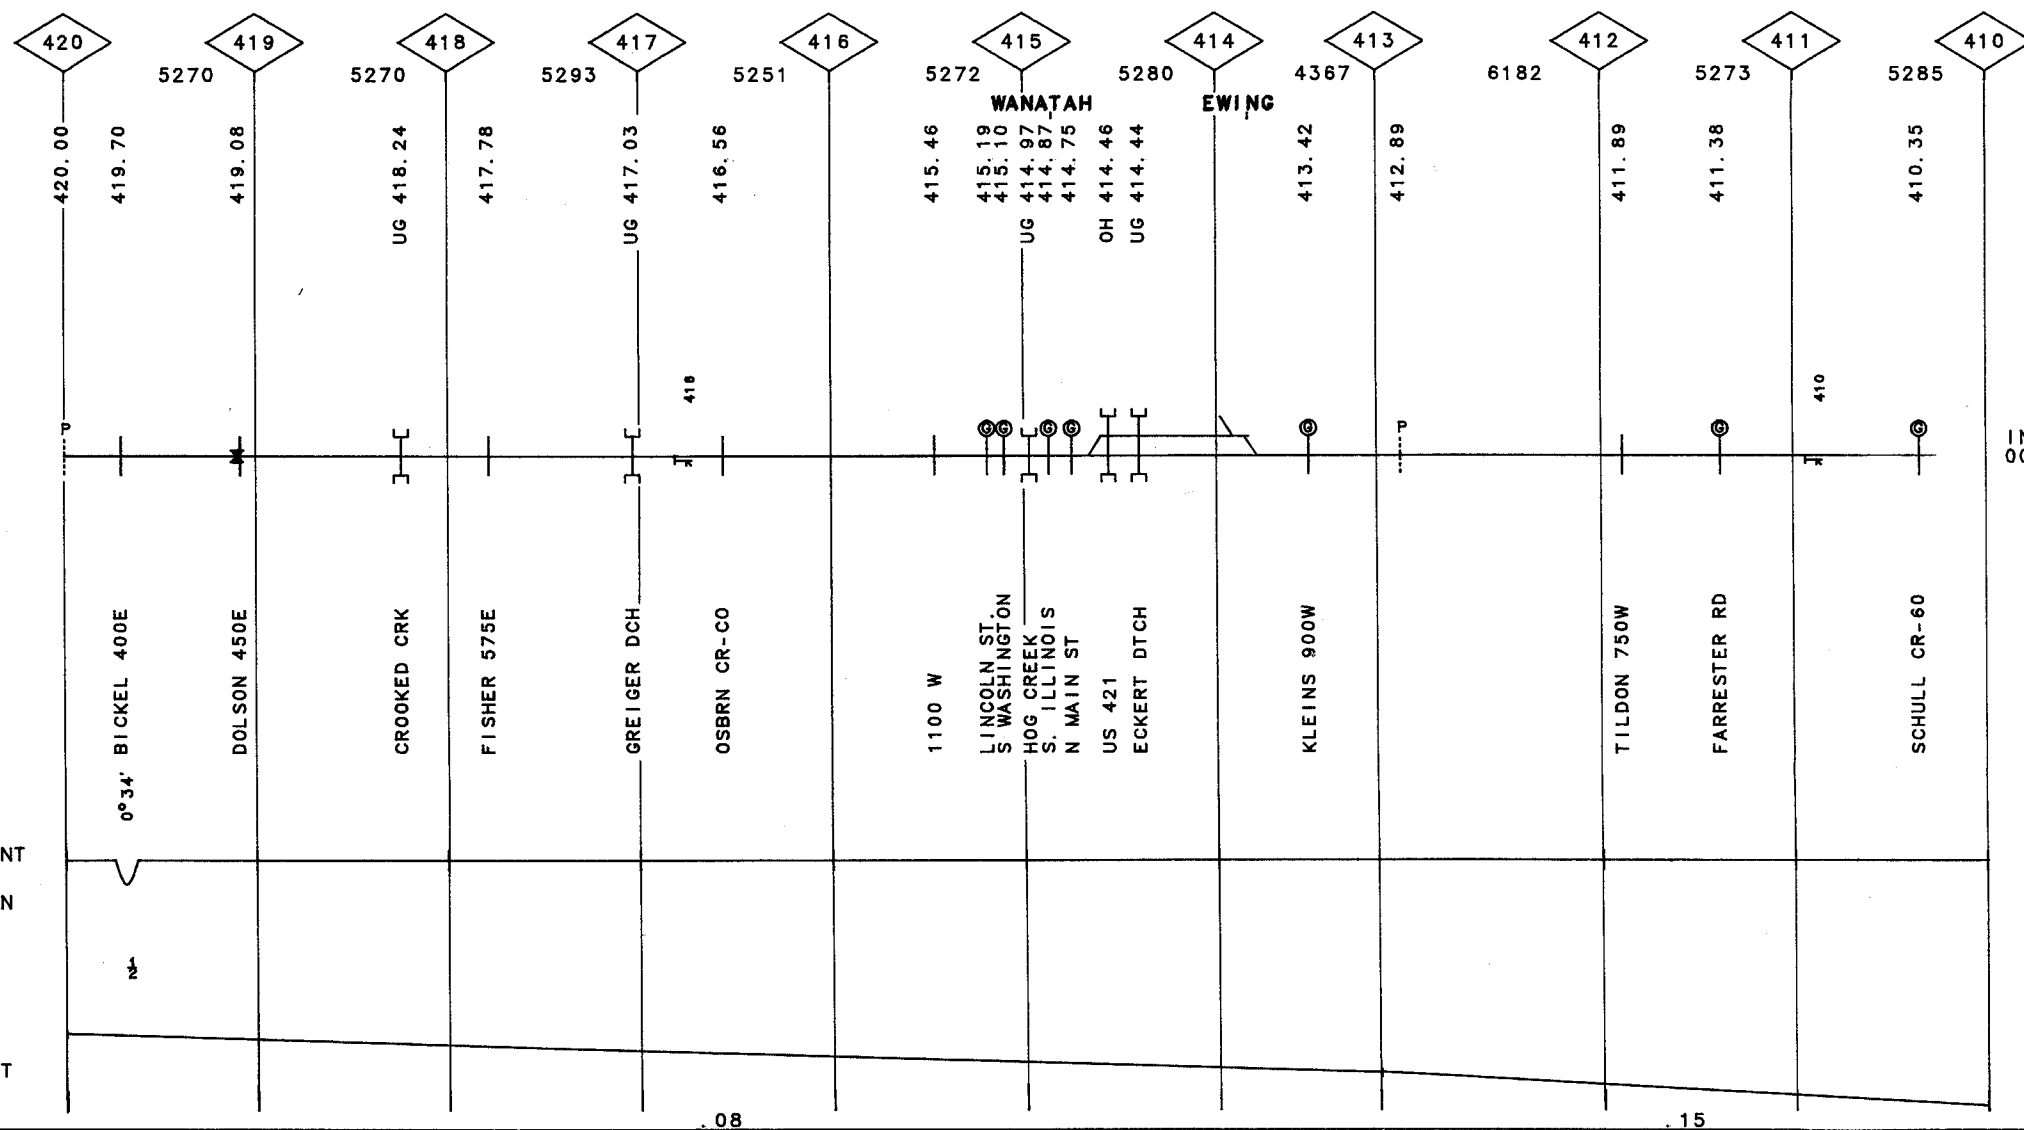 420 419 418 417 416 415 414 413 412 411 410
5270 5270 5293 5251 5272 5280 4367 6182 5273 5285
WANATAH EWING
420.00
419.70
419.08
UG 418.24
417.78
UG 417.03
416.56
415.46
415.19
415.10
UG 414.97
414.87
414.75
OH 414.46
UG 414.44
413.42
412.89
411.89
411.38
410.35
416
410
P
G G G G G
P
G G
IN
BICKEL 400E
DOLSON 450E
CROOKED CRK
FISHER 575E
GREIGER DCH
OSBRN CR-CO
1100 W
LINCOLN ST.
S WASHINGTON
HOG CREEK
S. ILLINOIS
N MAIN ST
US 421
ECKERT DTCH
KLEINS 900W
TILDON 750W
FARRESTER RD
SCHULL CR-60
0°34'
NT
N
1/2
T
.08 .15